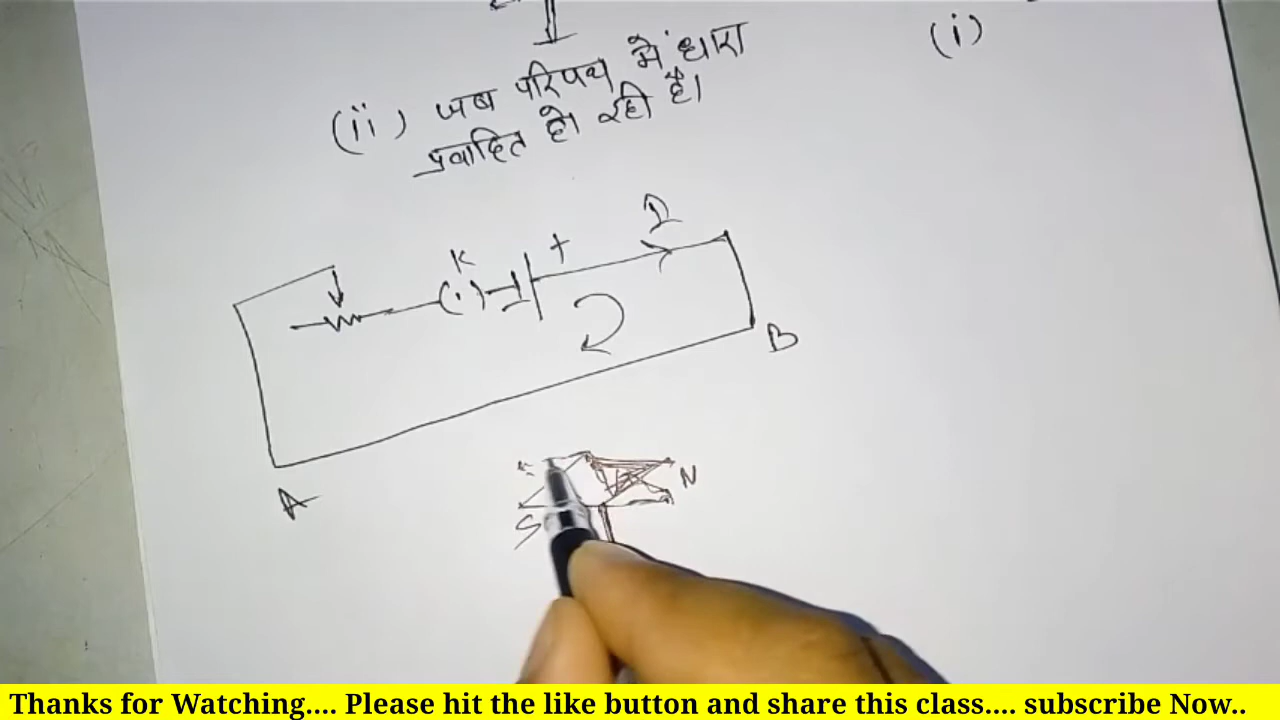 (ii) जब परिपथ में धारा
(i)
प्रवाहित हो रही है।
I
+
K
(·)
B
N
A
S
Thanks for Watching.... Please hit the like button and share this class.... subscribe Now..